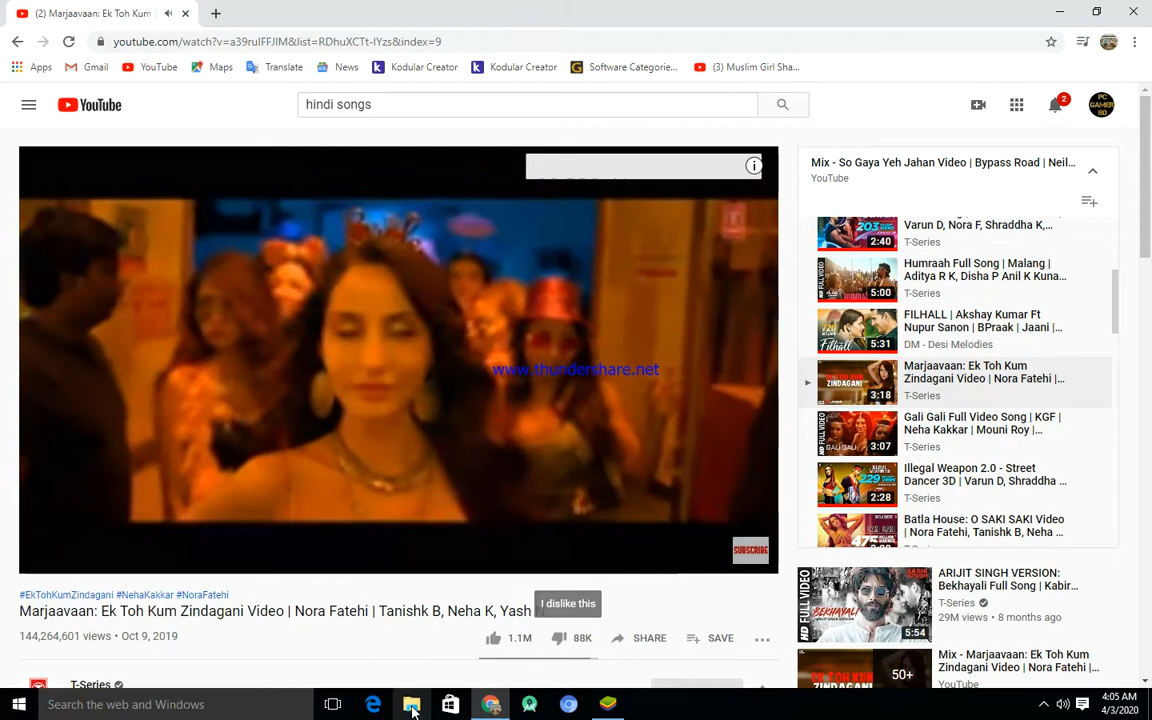 (2) Marjaavaan: Ek Toh Kum
youtube.com/watch?v=a39ruIFFJIM&list=RDhuXCTt-IYzs&index=9
Apps Gmail YouTube Maps Translate News Kodular Creator Kodular Creator Software Categorie... (3) Muslim Girl Sha...
YouTube
hindi songs
2
PC GAMER BD
Mix - So Gaya Yeh Jahan Video | Bypass Road | Neil...
YouTube
Varun D, Nora F, Shraddha K,...
T-Series
2:40
Humraah Full Song | Malang |
Aditya R K, Disha P Anil K Kuna...
T-Series
5:00
FILHALL | Akshay Kumar Ft
Nupur Sanon | BPraak | Jaani |...
DM - Desi Melodies
5:31
Marjaavaan: Ek Toh Kum
Zindagani Video | Nora Fatehi |...
T-Series
3:18
Gali Gali Full Video Song | KGF |
Neha Kakkar | Mouni Roy |...
T-Series
3:07
Illegal Weapon 2.0 - Street
Dancer 3D | Varun D, Shraddha ...
T-Series
2:28
Batla House: O SAKI SAKI Video
| Nora Fatehi, Tanishk B, Neha ...
www.thundershare.net
SUBSCRIBE
#EkTohKumZindagani #NehaKakkar #NoraFatehi
Marjaavaan: Ek Toh Kum Zindagani Video | Nora Fatehi | Tanishk B, Neha K, Yash
I dislike this
144,264,601 views • Oct 9, 2019
1.1M 88K SHARE SAVE
T-Series
ARIJIT SINGH VERSION:
Bekhayali Full Song | Kabir...
T-Series
29M views • 8 months ago
BEKHAYALI
5:54
Mix - Marjaavaan: Ek Toh Kum
Zindagani Video | Nora Fatehi |...
YouTube
50+
Search the web and Windows
4:05 AM
4/3/2020